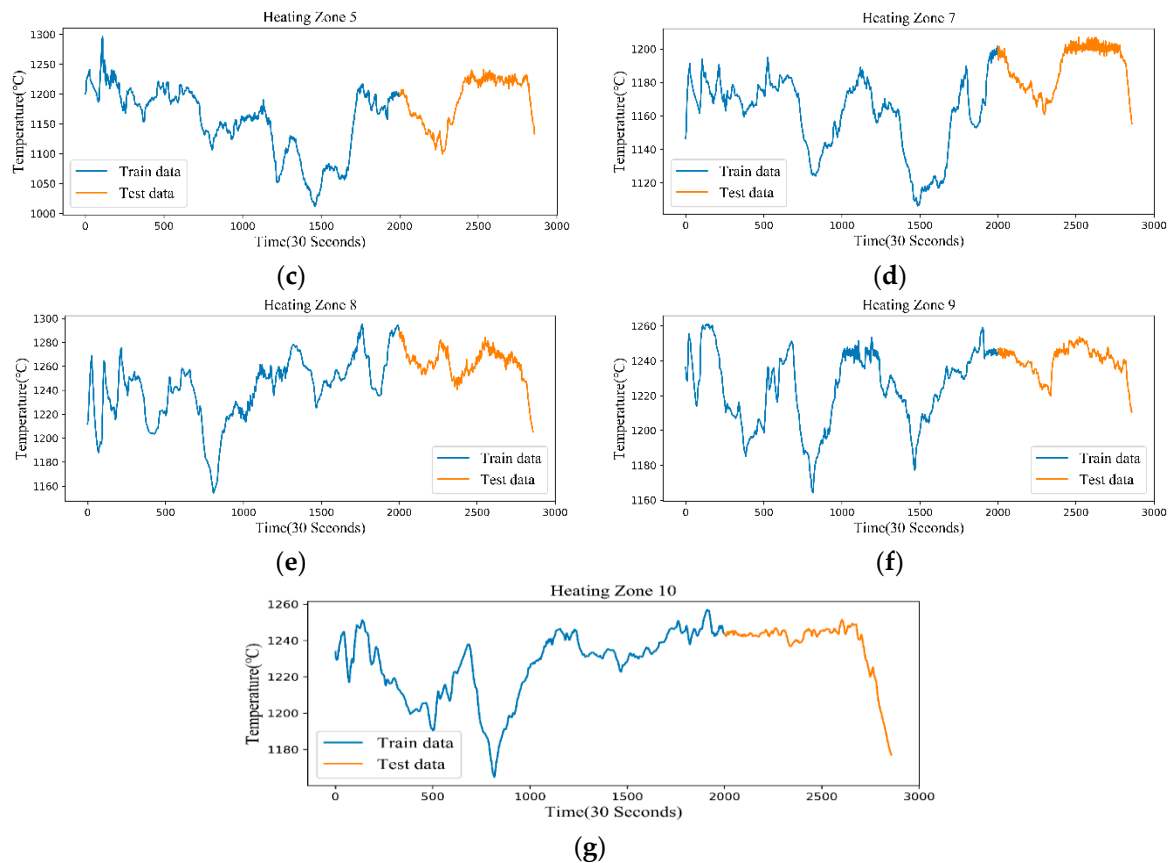 Heating Zone 5
Temperature(°C)
1300
1250
1200
1150
1100
1050
1000
Train data
Test data
0 500 1000 1500 2000 2500 3000
Time(30 Seconds)
(c)
Heating Zone 7
Temperature(°C)
1200
1180
1160
1140
1120
Train data
Test data
0 500 1000 1500 2000 2500 3000
Time(30 Seconds)
(d)
Heating Zone 8
Temperature(°C)
1300
1280
1260
1240
1220
1200
1180
1160
Train data
Test data
0 500 1000 1500 2000 2500 3000
Time(30 Seconds)
(e)
Heating Zone 9
Temperature(°C)
1260
1240
1220
1200
1180
1160
Train data
Test data
0 500 1000 1500 2000 2500 3000
Time(30 Seconds)
(f)
Heating Zone 10
Temperature(°C)
1260
1240
1220
1200
1180
Train data
Test data
0 500 1000 1500 2000 2500 3000
Time(30 Seconds)
(g)